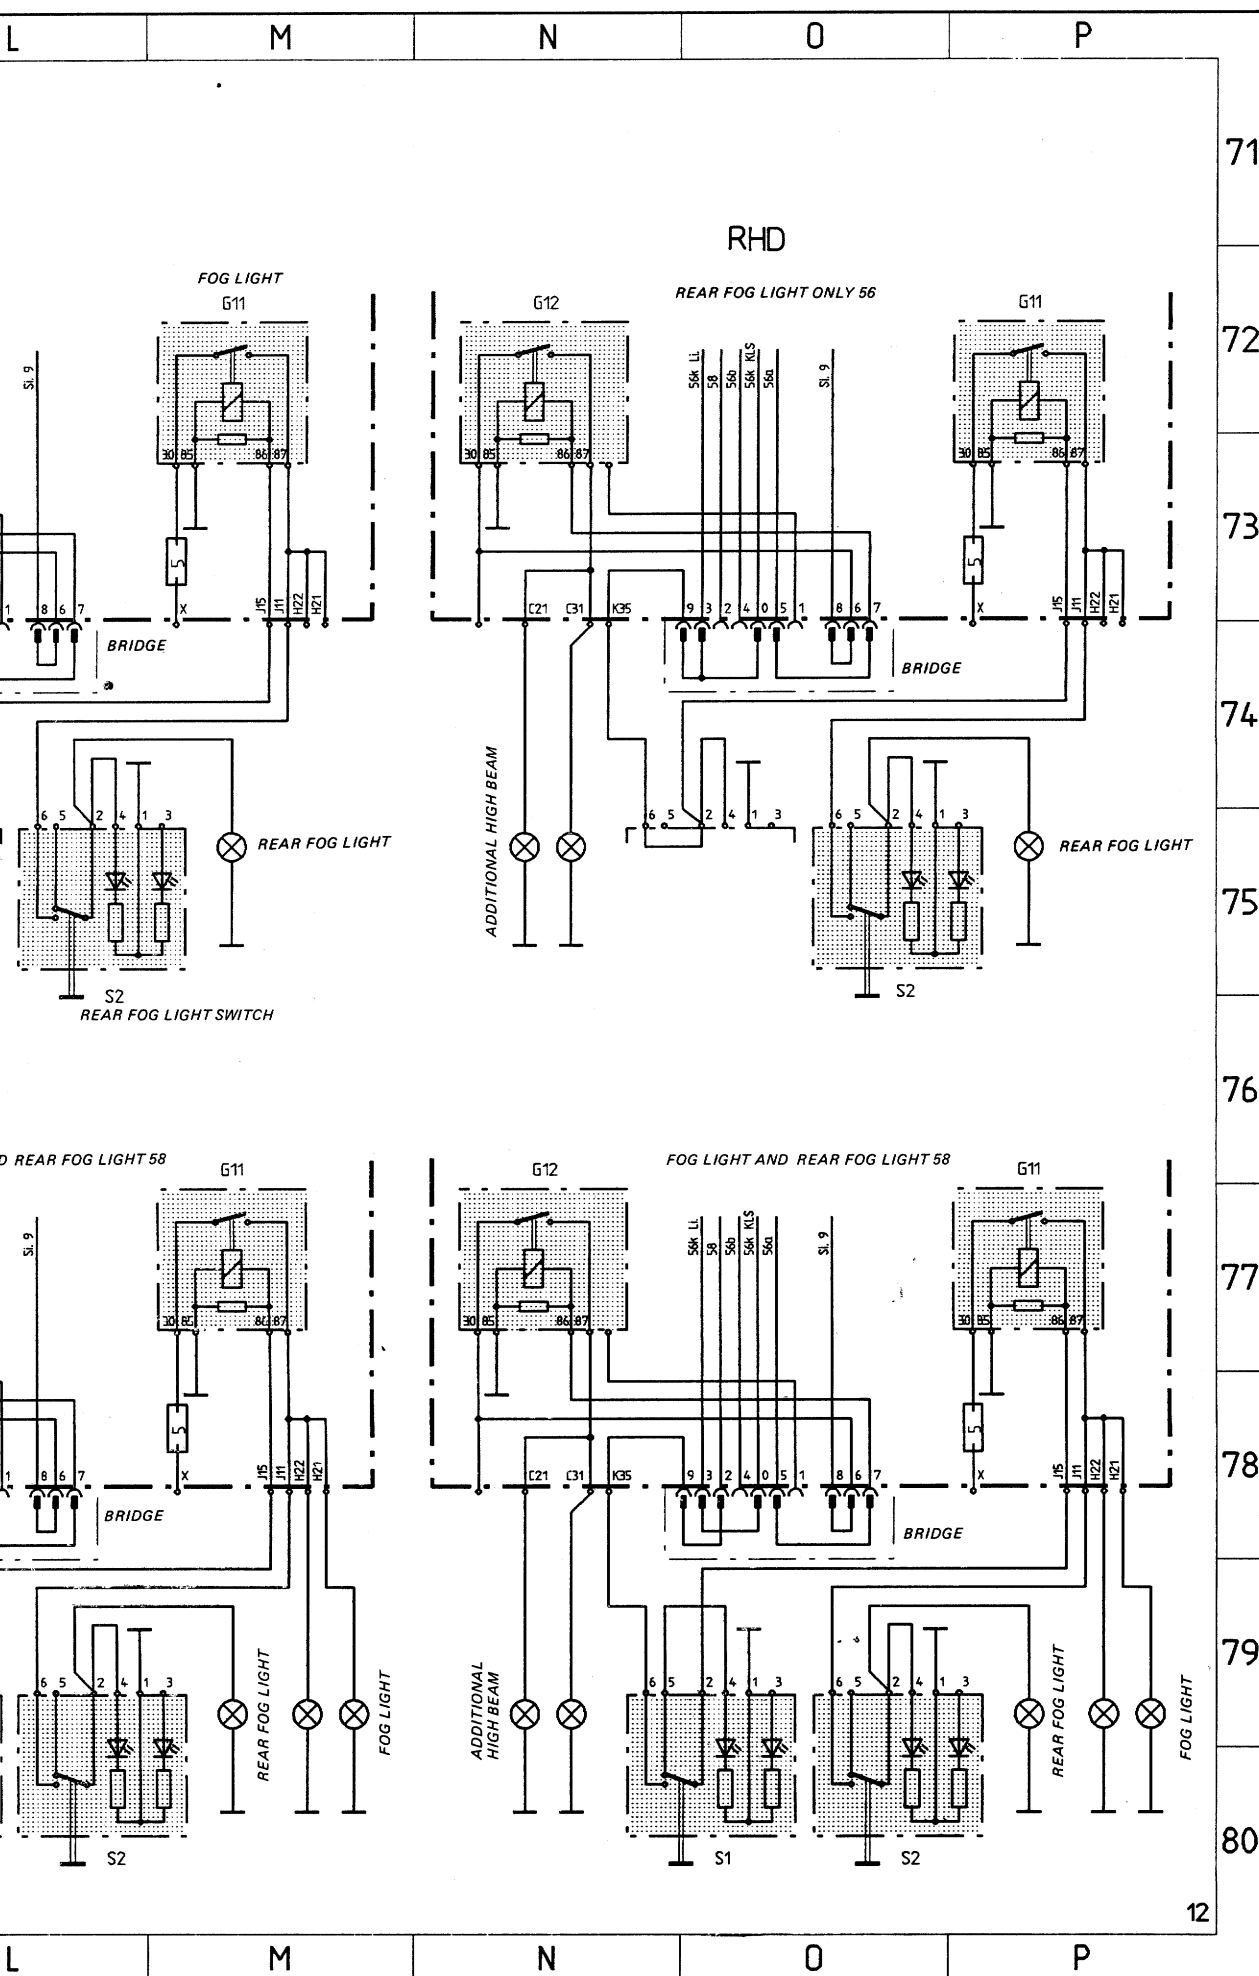 L M N O P
71
RHD
FOG LIGHT
REAR FOG LIGHT ONLY 56
G11 G12 G11
72
Si. 9 56k Li. 58 56b 56k KLS 56a Si. 9
30 85 86 87 30 85 86 87 30 85 86 87
73
5 5
1 8 6 7 X J15 J11 H22 H21 C21 C31 K35 9 3 2 4 0 5 1 8 6 7 X J15 J11 H22 H21
BRIDGE BRIDGE
74
6 5 2 4 1 3 6 5 2 4 1 3 6 5 2 4 1 3
REAR FOG LIGHT ADDITIONAL HIGH BEAM REAR FOG LIGHT
75
S2 S2
REAR FOG LIGHT SWITCH
76
D REAR FOG LIGHT 58 FOG LIGHT AND REAR FOG LIGHT 58
G11 G12 G11
77
Si. 9 56k Li. 58 56b 56k KLS 56a Si. 9
30 85 86 87 30 85 86 87 30 85 86 87
5 5
78
1 8 6 7 X J15 J11 H22 H21 C21 C31 K35 9 3 2 4 0 5 1 8 6 7 X J15 J11 H22 H21
BRIDGE BRIDGE
79
6 5 2 4 1 3 6 5 2 4 1 3 6 5 2 4 1 3
REAR FOG LIGHT FOG LIGHT ADDITIONAL
HIGH BEAM REAR FOG LIGHT FOG LIGHT
80
S2 S1 S2
12
L M N O P